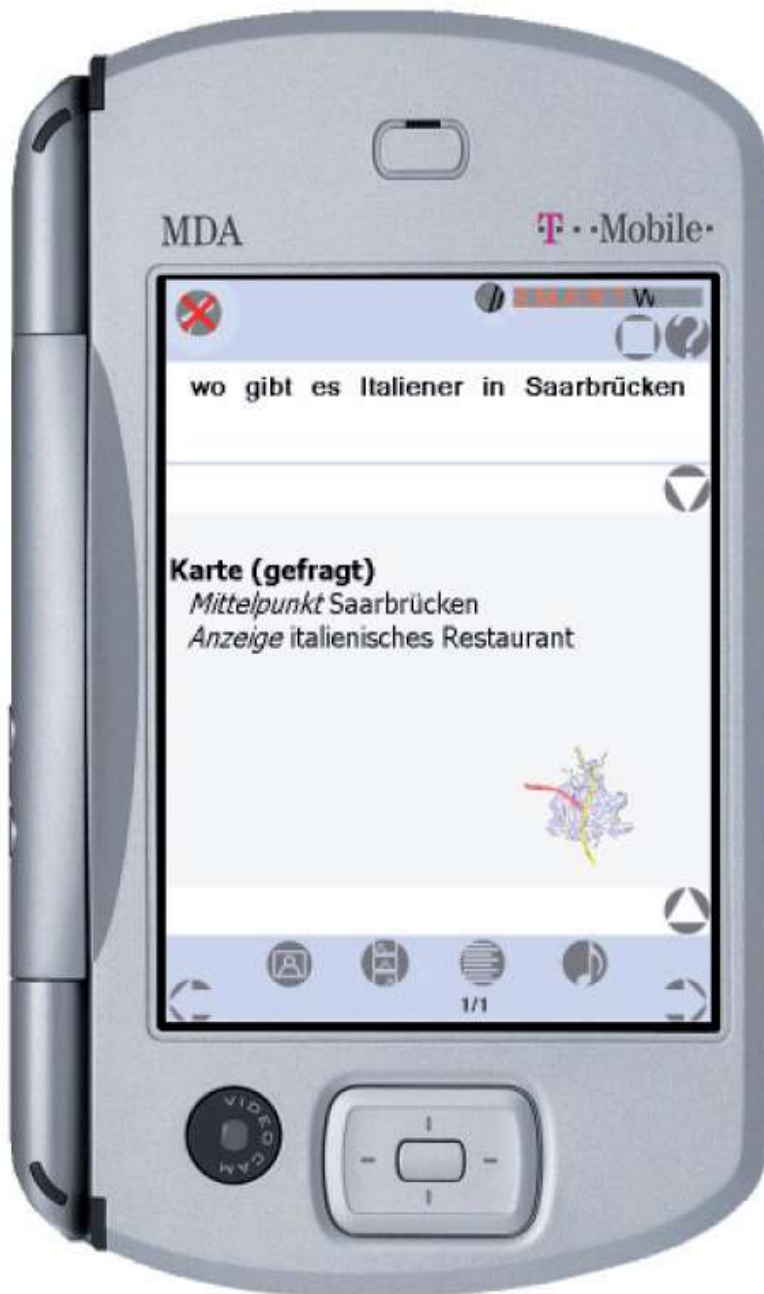 MDA
T··Mobile·
SMARTW
wo gibt es Italiener in Saarbrücken
Karte (gefragt)
Mittelpunkt Saarbrücken
Anzeige italienisches Restaurant
1/1
VIDEO CAM